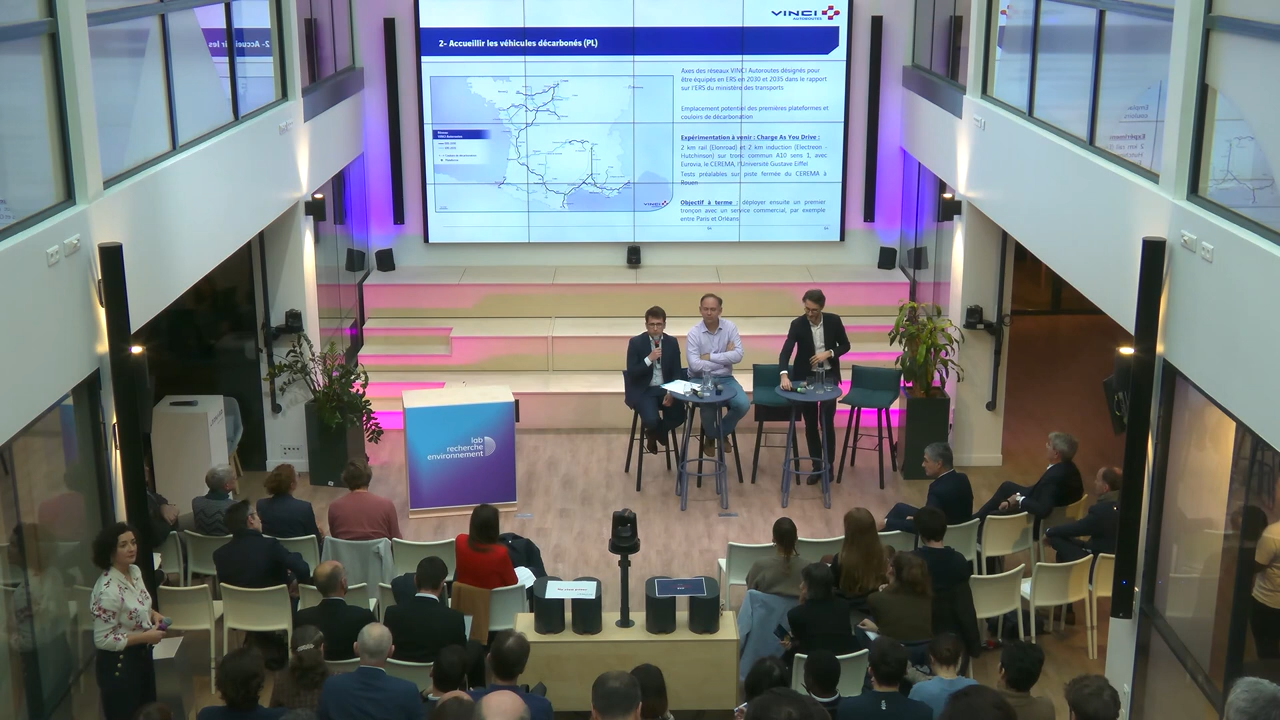 VINCI
AUTOROUTES
2- Accueillir les véhicules décarbonés (PL)
Axes des réseaux VINCI Autoroutes désignés pour
être équipés en ERS en 2030 et 2035 dans le rapport
sur l'ERS du ministère des transports
Emplacement potentiel des premières plateformes et
couloirs de décarbonation
Expérimentation à venir : Charge As You Drive :
2 km rail (Elonroad) et 2 km induction (Electreon -
Hutchinson) sur tronc commun A10 sens 1, avec
Eurovia, le CEREMA, l'Université Gustave Eiffel
Tests préalables sur piste fermée du CEREMA à
Rouen
Objectif à terme : déployer ensuite un premier
tronçon avec un service commercial, par exemple
entre Paris et Orléans
VINCI
lab
recherche
environnement